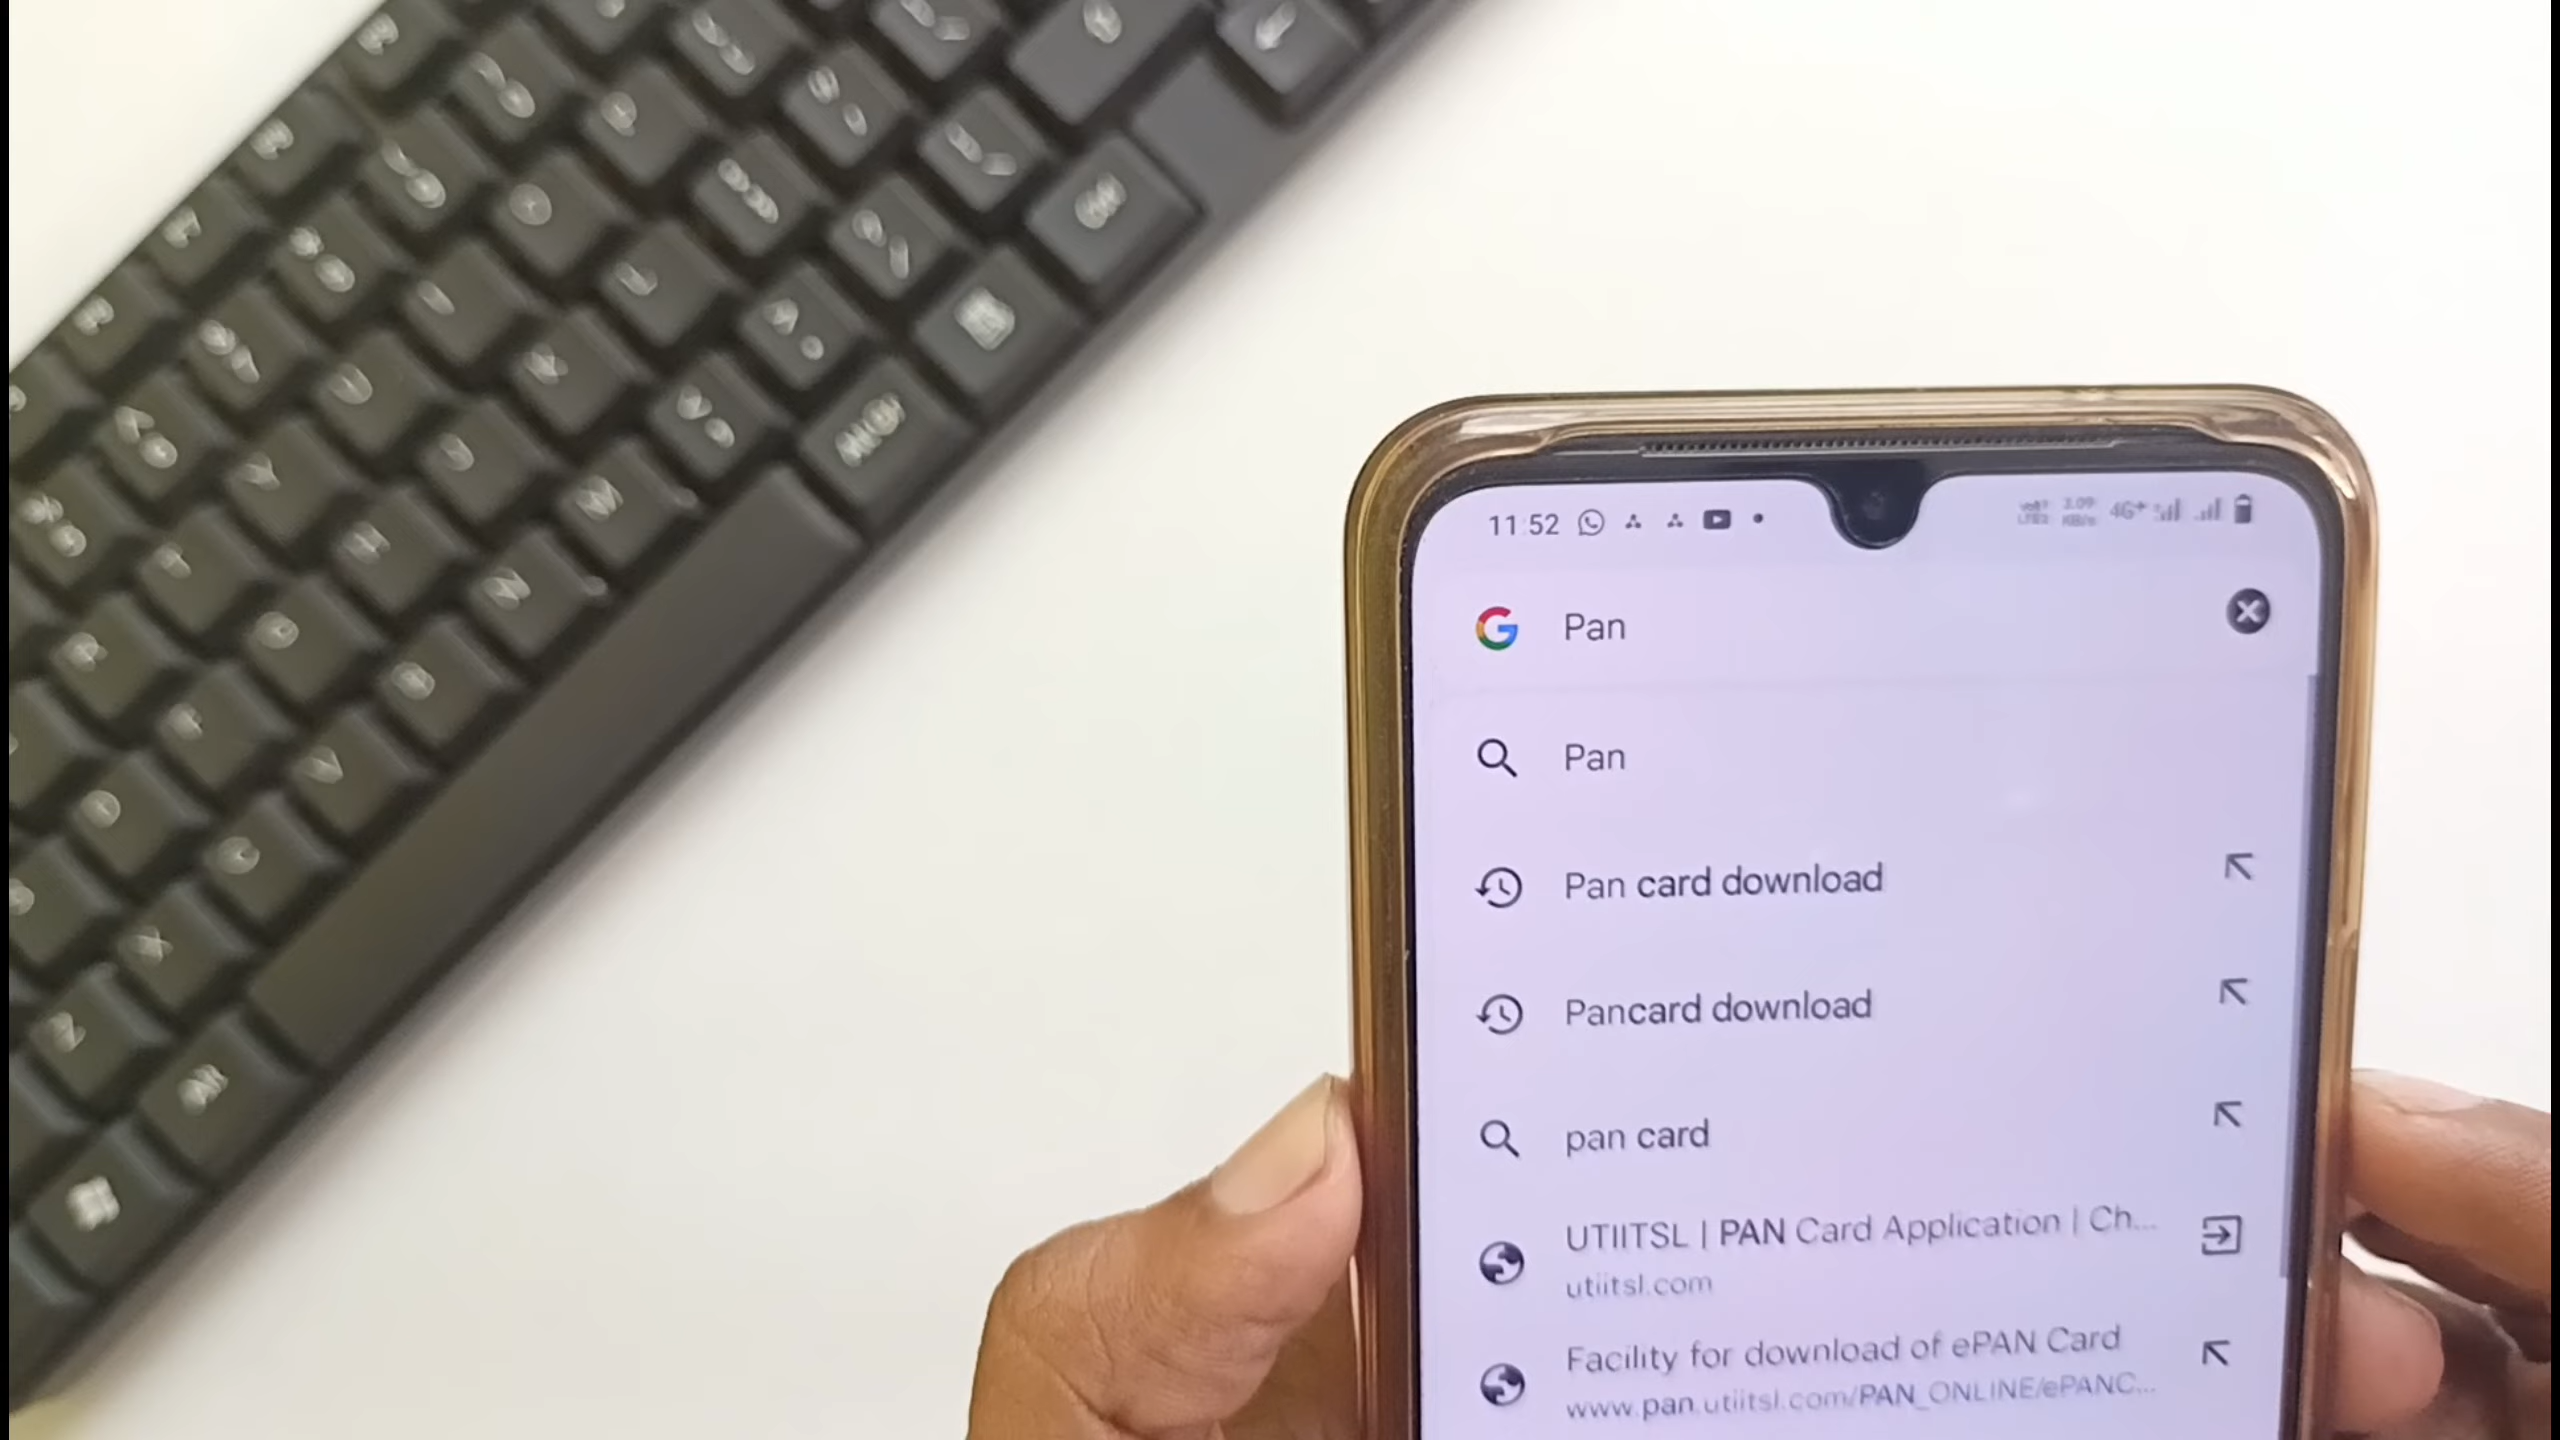 11:52
4G+
Pan
Pan
Pan card download
Pancard download
pan card
UTIITSL | PAN Card Application | Ch...
utiitsl.com
Facility for download of ePAN Card
www.pan.utiitsl.com/PAN_ONLINE/ePANC...